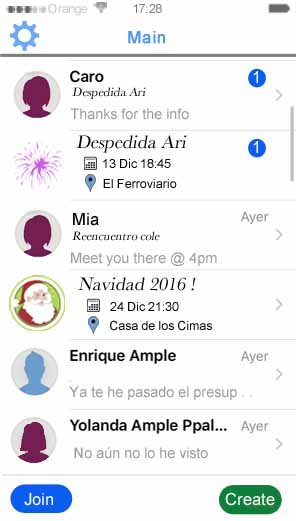 Orange
17:28
Main
Caro
1
Despedida Ari
Thanks for the info
Despedida Ari
1
13 Dic 18:45
El Ferroviario
Mia
Ayer
Reencuentro cole
Meet you there @ 4pm
Navidad 2016 !
24 Dic 21:30
Casa de los Cimas
Enrique Ample
Ayer
Ya te he pasado el presup . .
Yolanda Ample Ppal...
Ayer
No aún no lo he visto
Join
Create